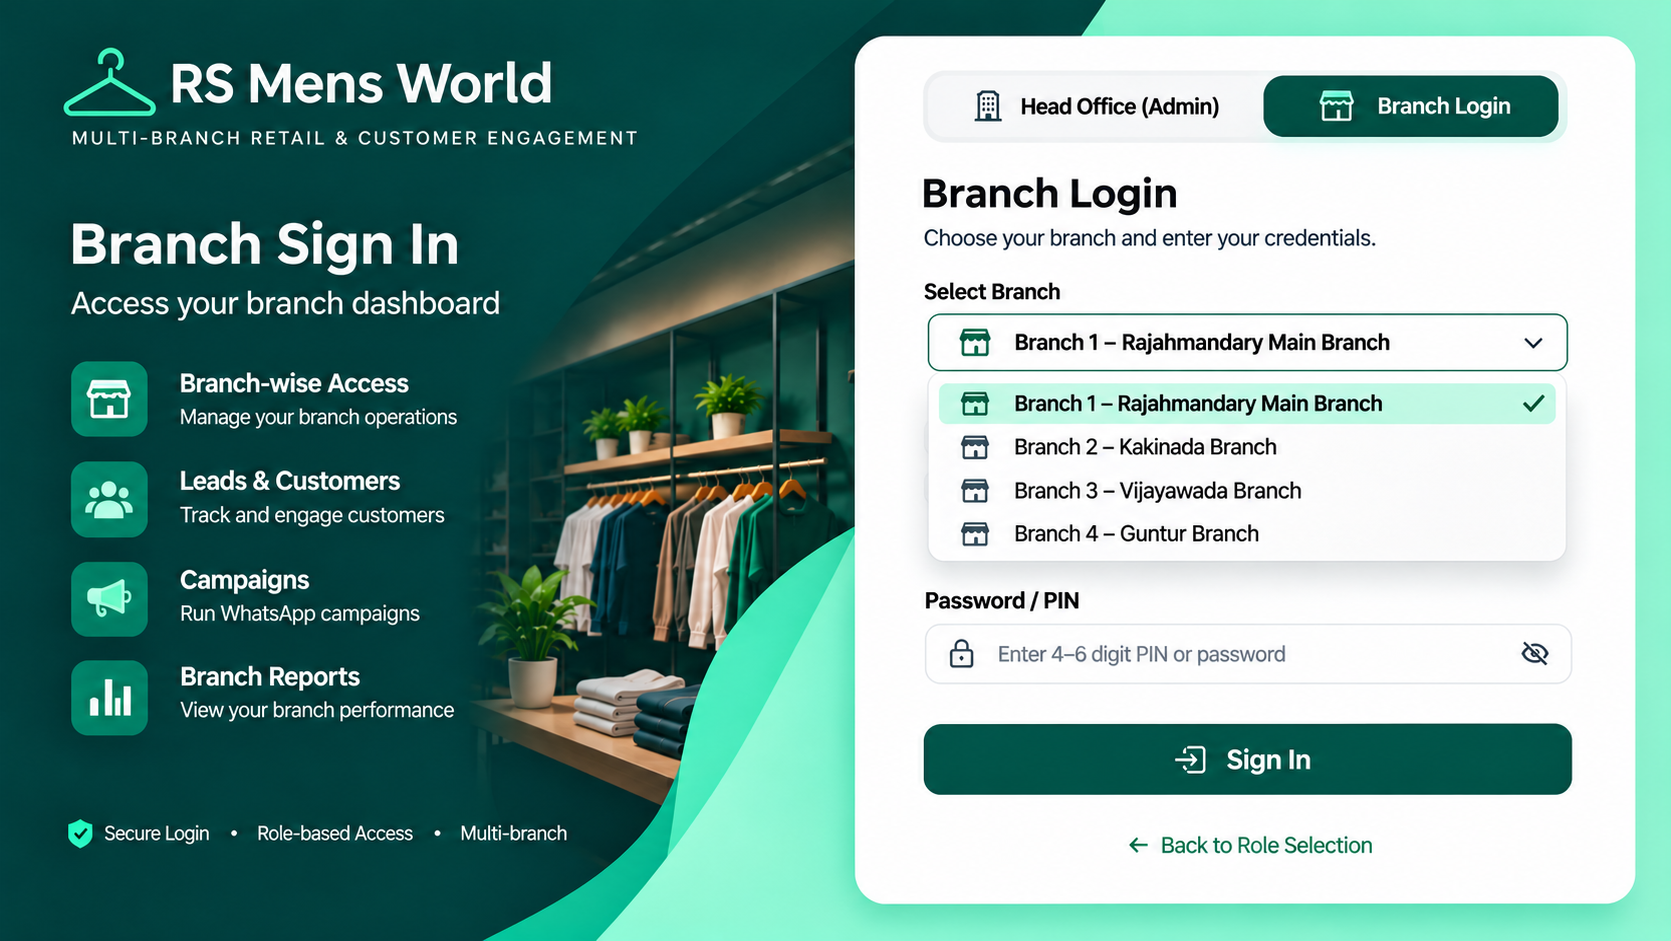 RS Mens World
MULTI-BRANCH RETAIL & CUSTOMER ENGAGEMENT
Branch Sign In
Access your branch dashboard
Branch-wise Access
Manage your branch operations
Leads & Customers
Track and engage customers
Campaigns
Run WhatsApp campaigns
Branch Reports
View your branch performance
Secure Login • Role-based Access • Multi-branch
Head Office (Admin)
Branch Login
Branch Login
Choose your branch and enter your credentials.
Select Branch
Branch 1 – Rajahmandary Main Branch
Branch 1 – Rajahmandary Main Branch
Branch 2 – Kakinada Branch
Branch 3 – Vijayawada Branch
Branch 4 – Guntur Branch
Password / PIN
Enter 4–6 digit PIN or password
Sign In
← Back to Role Selection